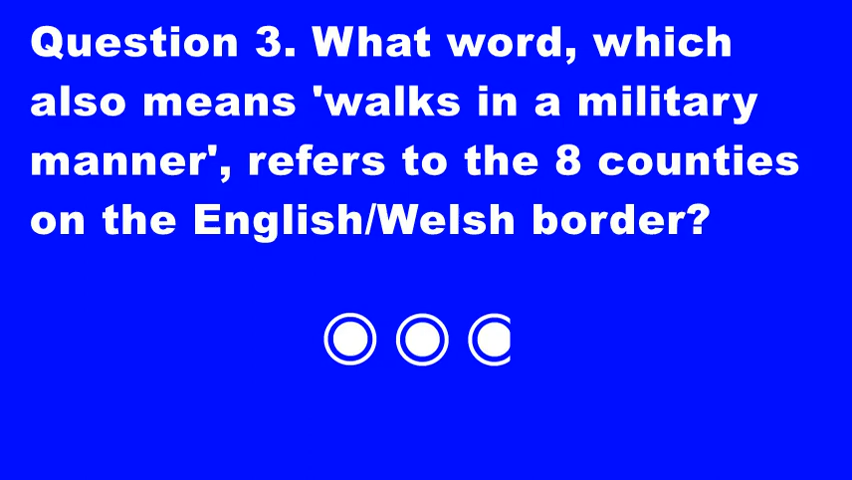 Question 3. What word, which
also means 'walks in a military
manner', refers to the 8 counties
on the English/Welsh border?